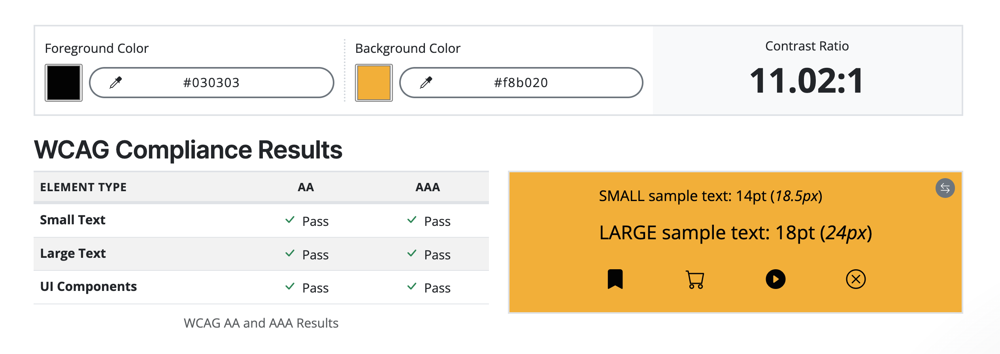 Foreground Color
#030303
Background Color
#f8b020
Contrast Ratio
11.02:1
WCAG Compliance Results
ELEMENT TYPE AA AAA
Small Text Pass Pass
Large Text Pass Pass
UI Components Pass Pass
WCAG AA and AAA Results
SMALL sample text: 14pt (18.5px)
LARGE sample text: 18pt (24px)